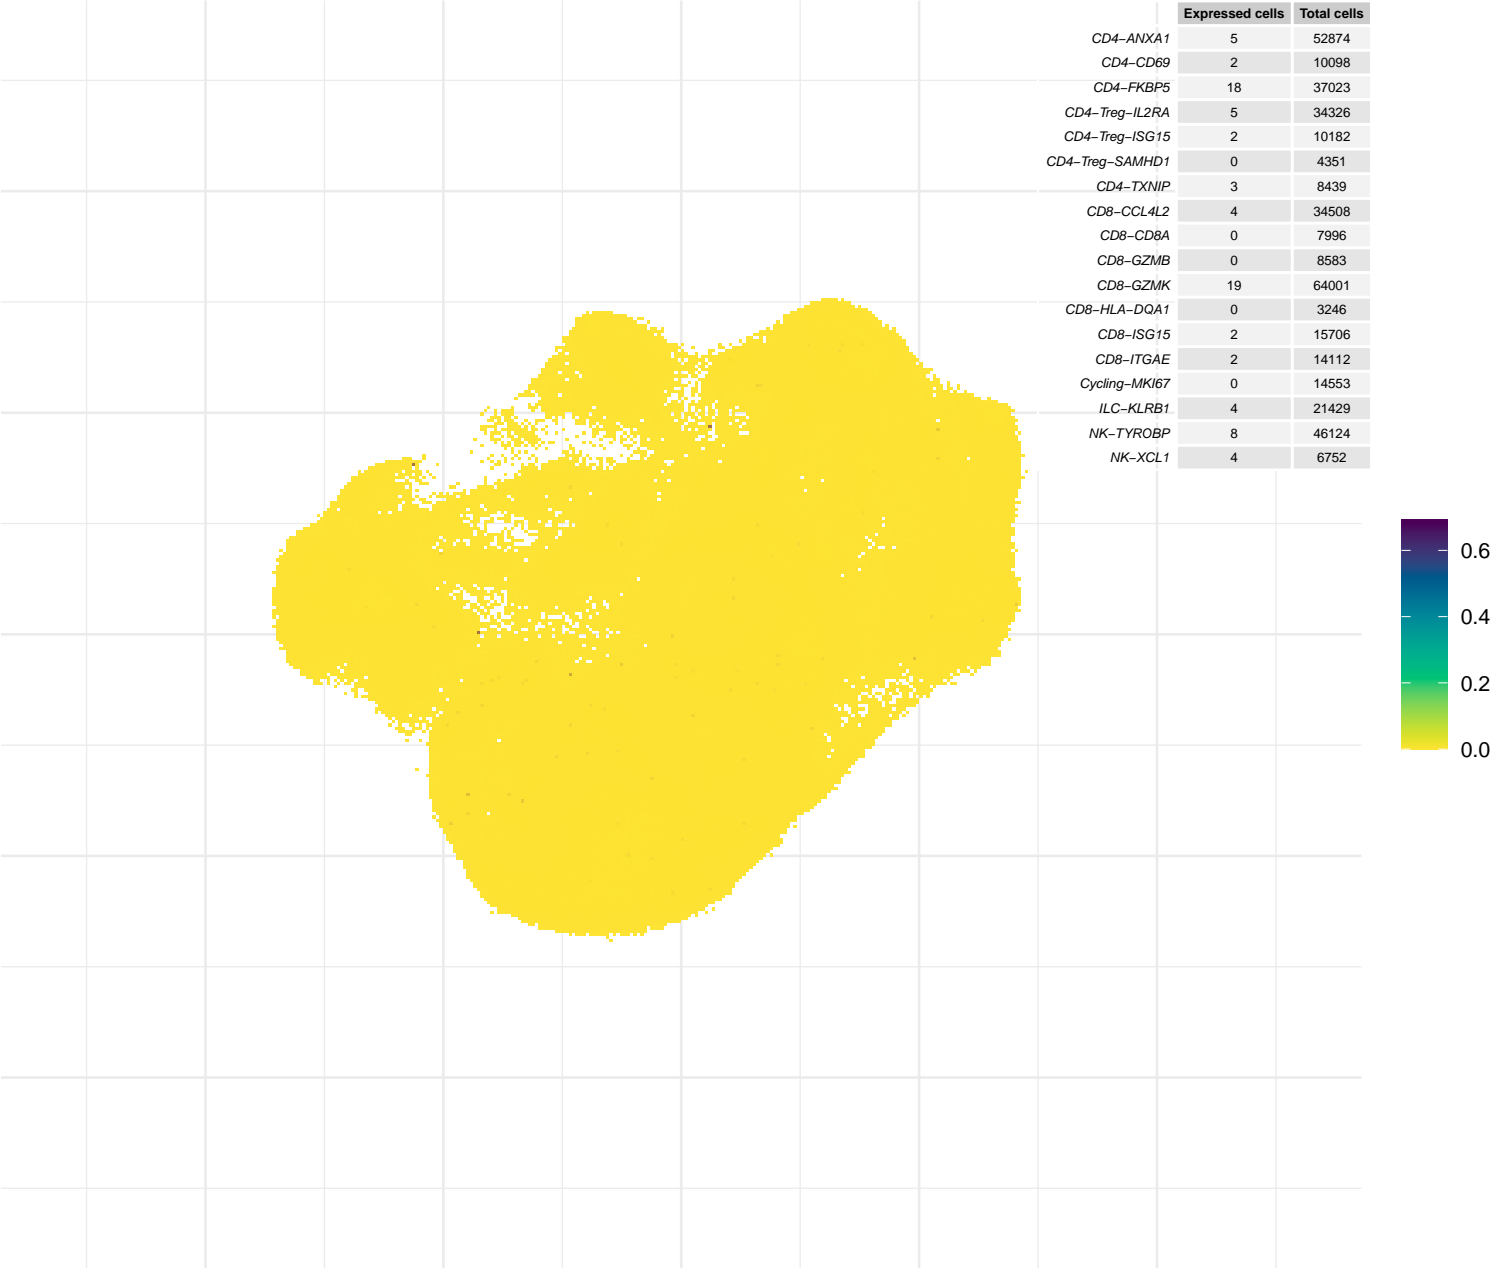 Expressed cells Total cells
CD4−ANXA1 5 52874
CD4−CD69 2 10098
CD4−FKBP5 18 37023
CD4−Treg−IL2RA 5 34326
CD4−Treg−ISG15 2 10182
CD4−Treg−SAMHD1 0 4351
CD4−TXNIP 3 8439
CD8−CCL4L2 4 34508
CD8−CD8A 0 7996
CD8−GZMB 0 8583
CD8−GZMK 19 64001
CD8−HLA−DQA1 0 3246
CD8−ISG15 2 15706
CD8−ITGAE 2 14112
Cycling−MKI67 0 14553
ILC−KLRB1 4 21429
NK−TYROBP 8 46124
NK−XCL1 4 6752
0.6
0.4
0.2
0.0